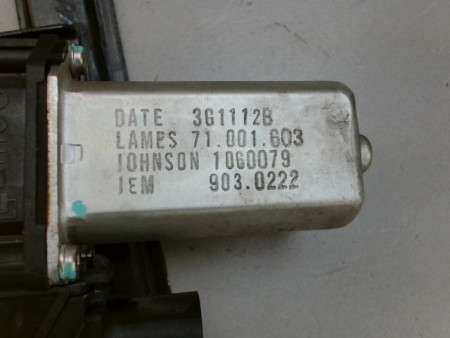 DATE 3G1112B
LAMES 71.001.603
JOHNSON 1060079
IEM 903.0222